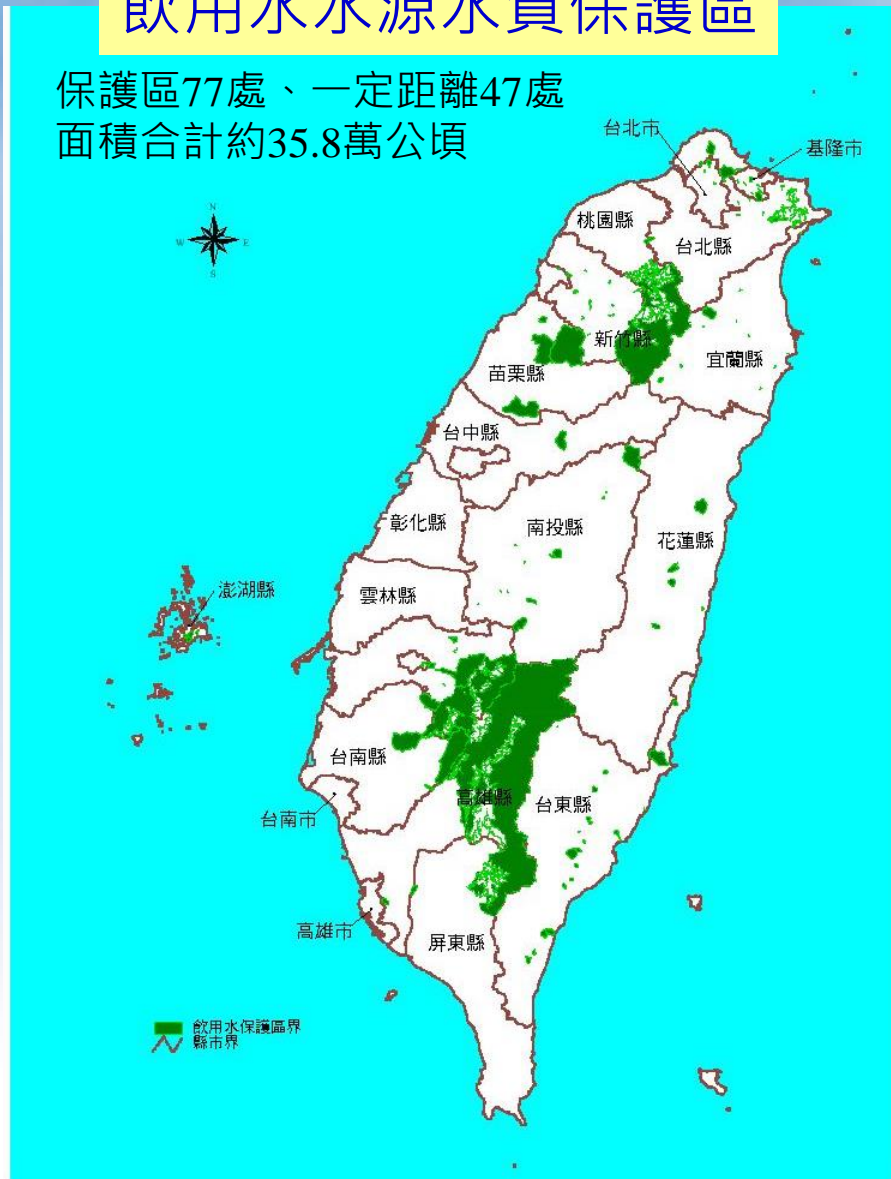 飲用水水源水質保護區
保護區77處、一定距離47處
面積合計約35.8萬公頃
台北市
基隆市
桃園縣
台北縣
N
W
E
S
新竹縣
宜蘭縣
苗栗縣
台中縣
彰化縣
南投縣
花蓮縣
澎湖縣
雲林縣
台南縣
高雄縣
台東縣
台南市
高雄市
屏東縣
飲用水保護區界
縣市界